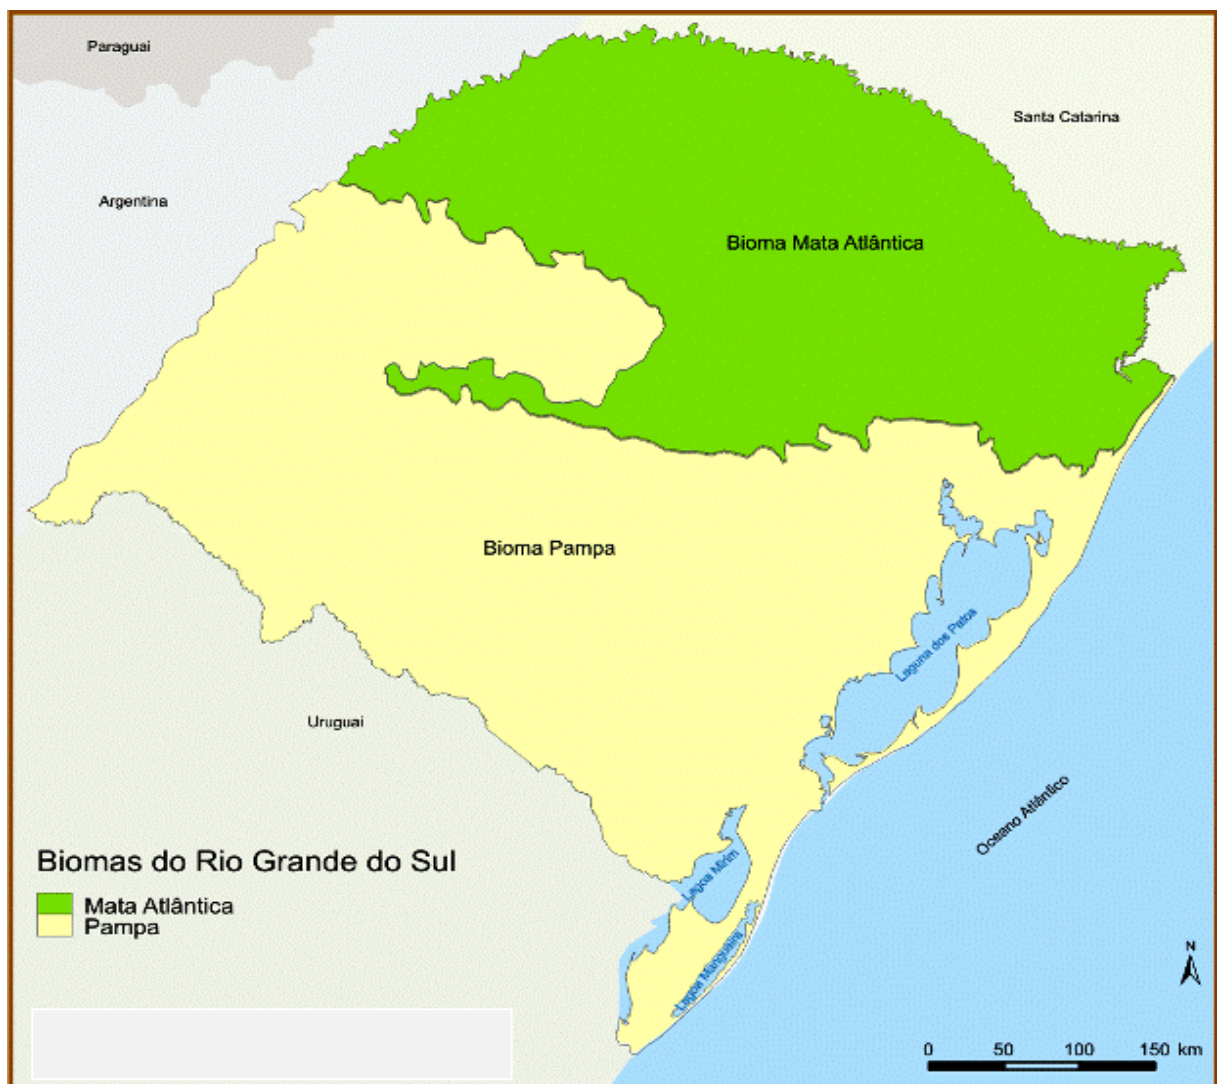 Paraguai
Santa Catarina
Argentina
Bioma Mata Atlântica
Bioma Pampa
Laguna dos Patos
Uruguai
Oceano Atlântico
Biomas do Rio Grande do Sul
Lagoa Mirim
Mata Atlântica
Pampa
Lagoa Mangueira
N
0 50 100 150 km